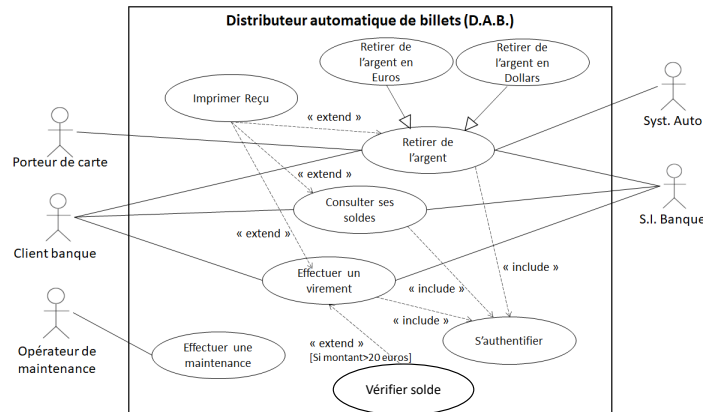 Distributeur automatique de billets (D.A.B.)
Retirer de
l'argent en
Euros
Retirer de
l'argent en
Dollars
Imprimer Reçu
« extend »
Syst. Auto
Porteur de carte
Retirer de
l'argent
« extend »
Consulter ses
soldes
S.I. Banque
Client banque
« extend »
Effectuer un
virement
« include »
« include »
« include »
Opérateur de
maintenance
Effectuer une
maintenance
« extend »
[Si montant>20 euros]
S'authentifier
Vérifier solde